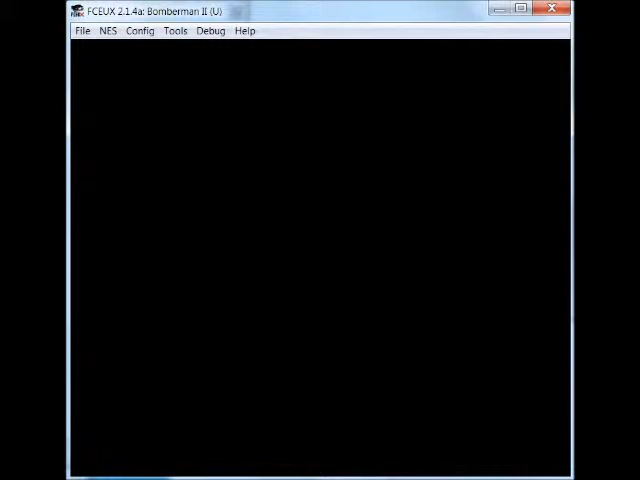 FCEUX 2.1.4a: Bomberman II (U)
File NES Config Tools Debug Help